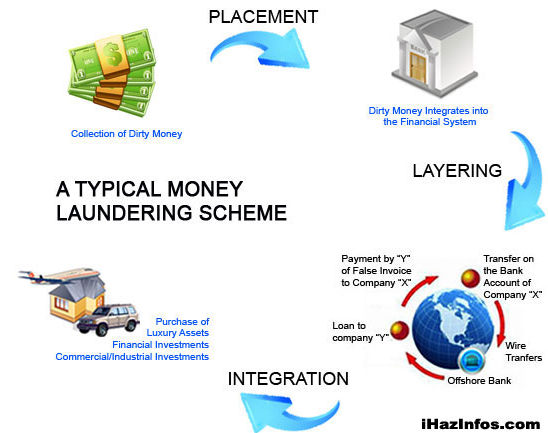 PLACEMENT
$
BANK
Collection of Dirty Money
Dirty Money Integrates into
the Financial System
LAYERING
A TYPICAL MONEY
LAUNDERING SCHEME
Payment by "Y"
of False Invoice
to Company "X"
Transfer on
the Bank
Account of
Company "X"
Loan to
company "Y"
Wire
Tranfers
Offshore Bank
Purchase of
Luxury Assets
Financial Investments
Commercial/Industrial Investments
INTEGRATION
iHazInfos.com